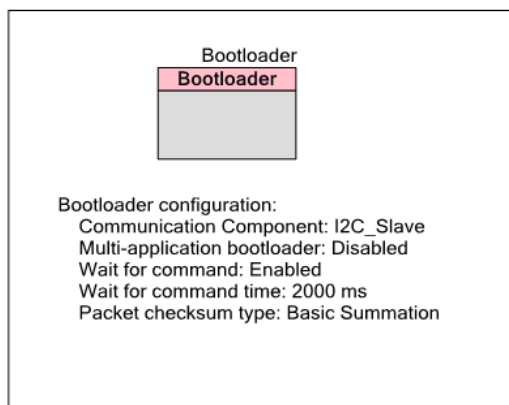 Bootloader
Bootloader
Bootloader configuration:
Communication Component: I2C_Slave
Multi-application bootloader: Disabled
Wait for command: Enabled
Wait for command time: 2000 ms
Packet checksum type: Basic Summation